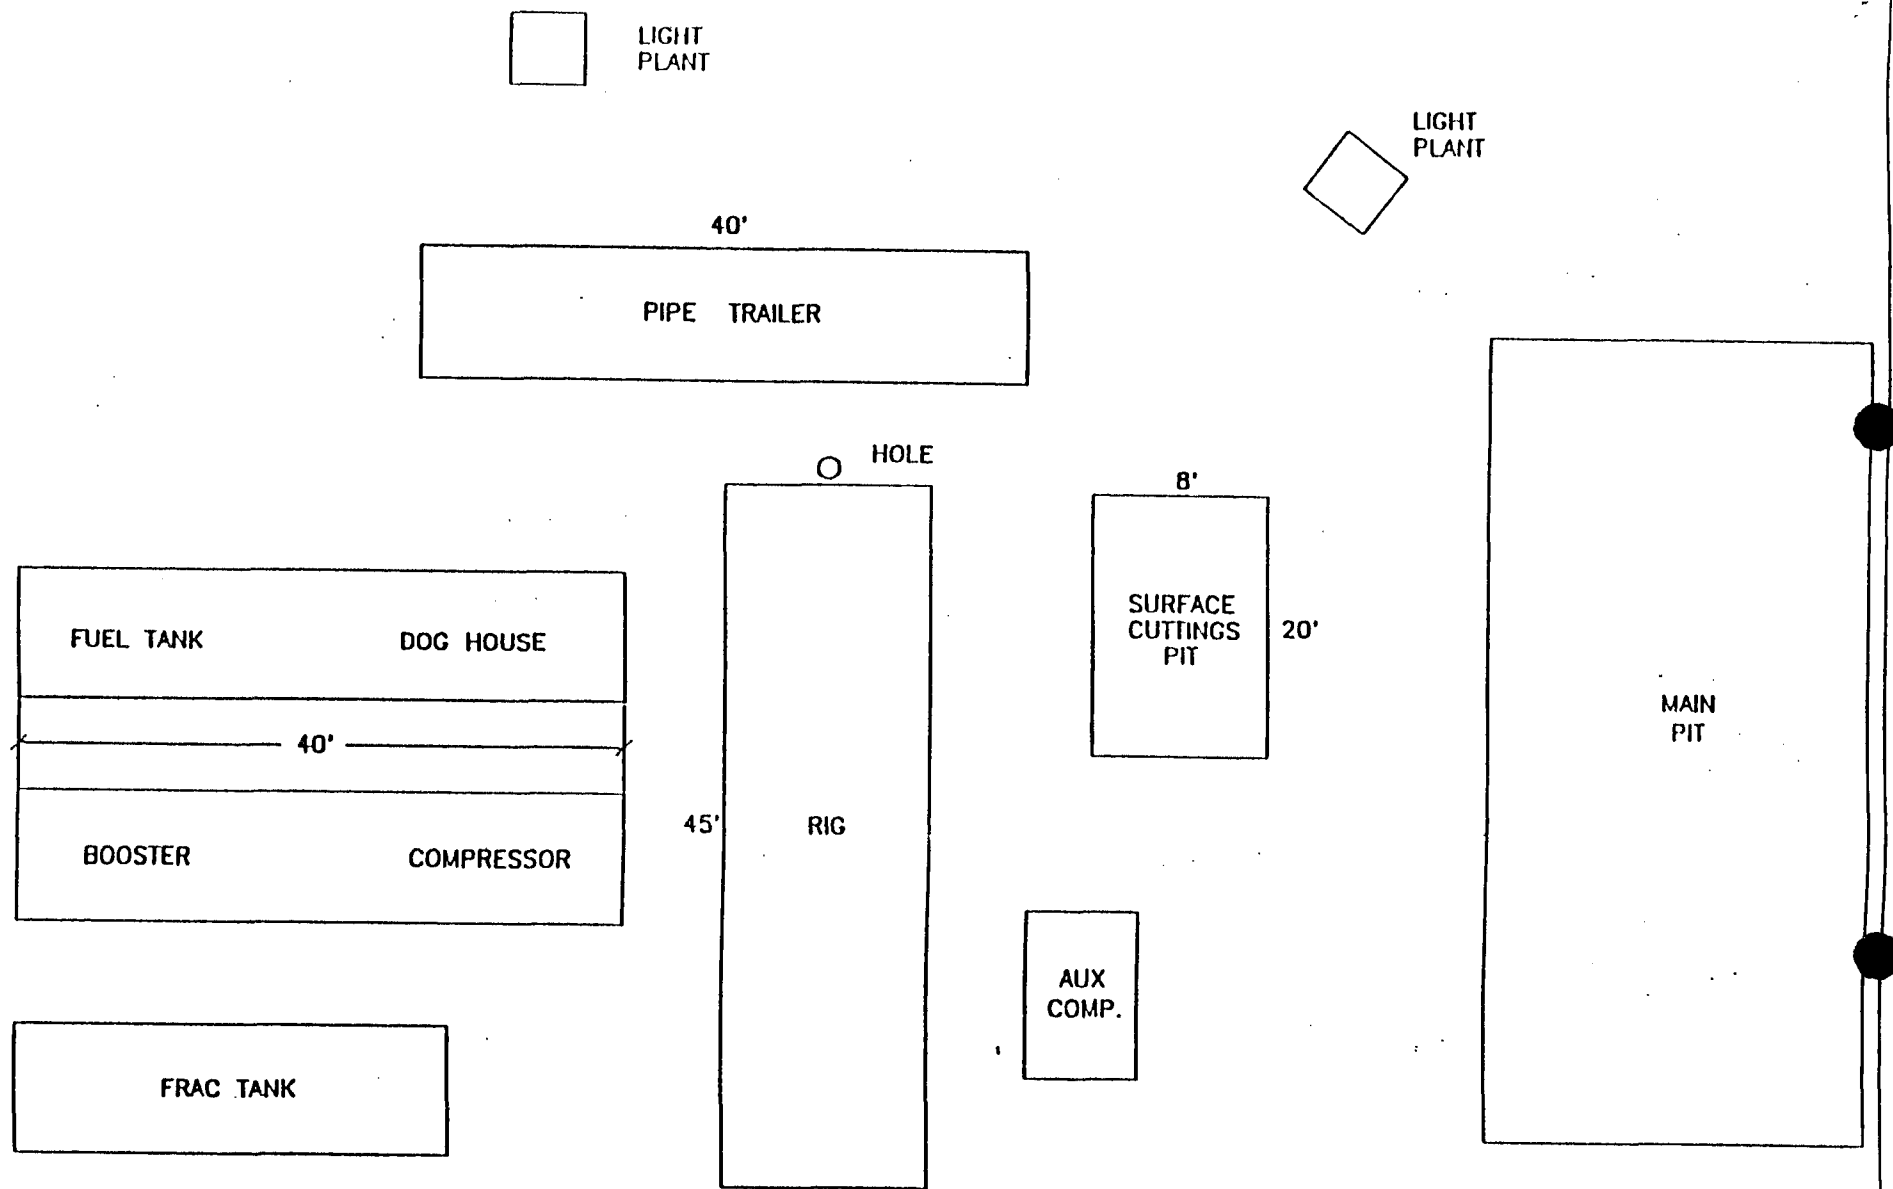 LIGHT
PLANT
LIGHT
PLANT
40'
PIPE TRAILER
HOLE
8'
SURFACE
CUTTINGS
PIT
20'
FUEL TANK DOG HOUSE
40'
MAIN
PIT
45'
RIG
BOOSTER COMPRESSOR
AUX
COMP.
FRAC TANK